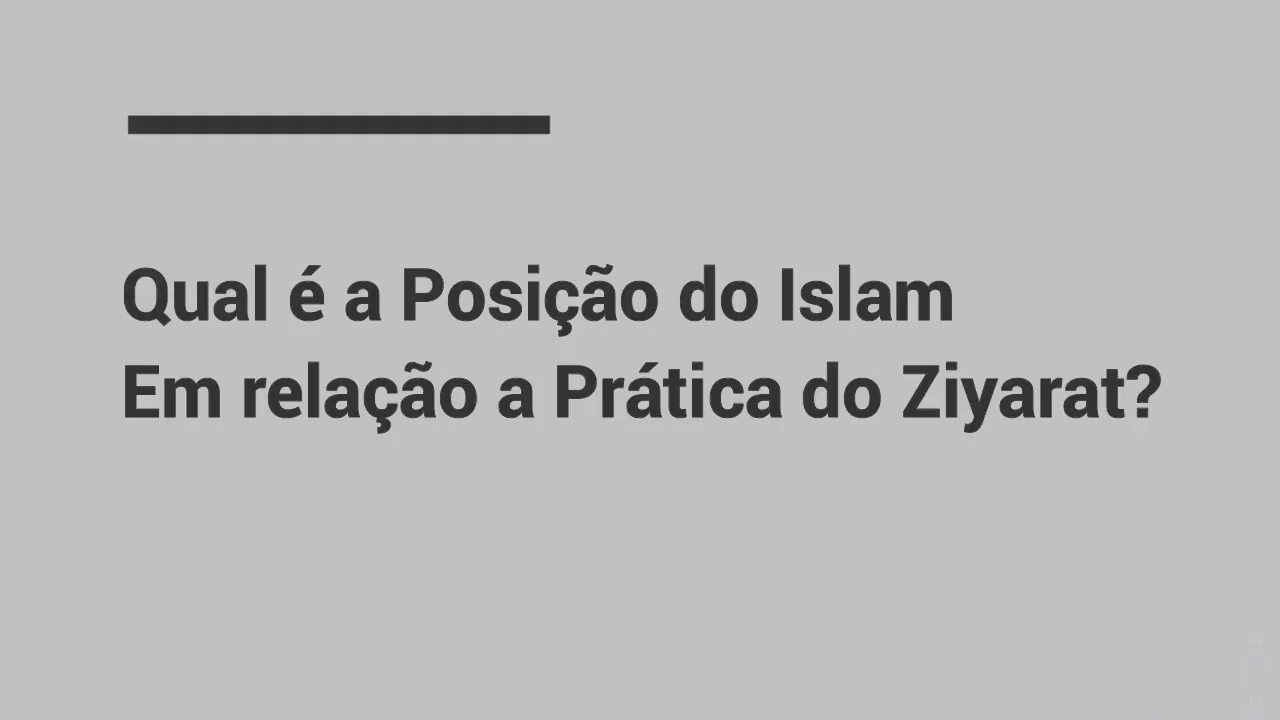 Qual é a Posição do Islam
Em relação a Prática do Ziyarat?